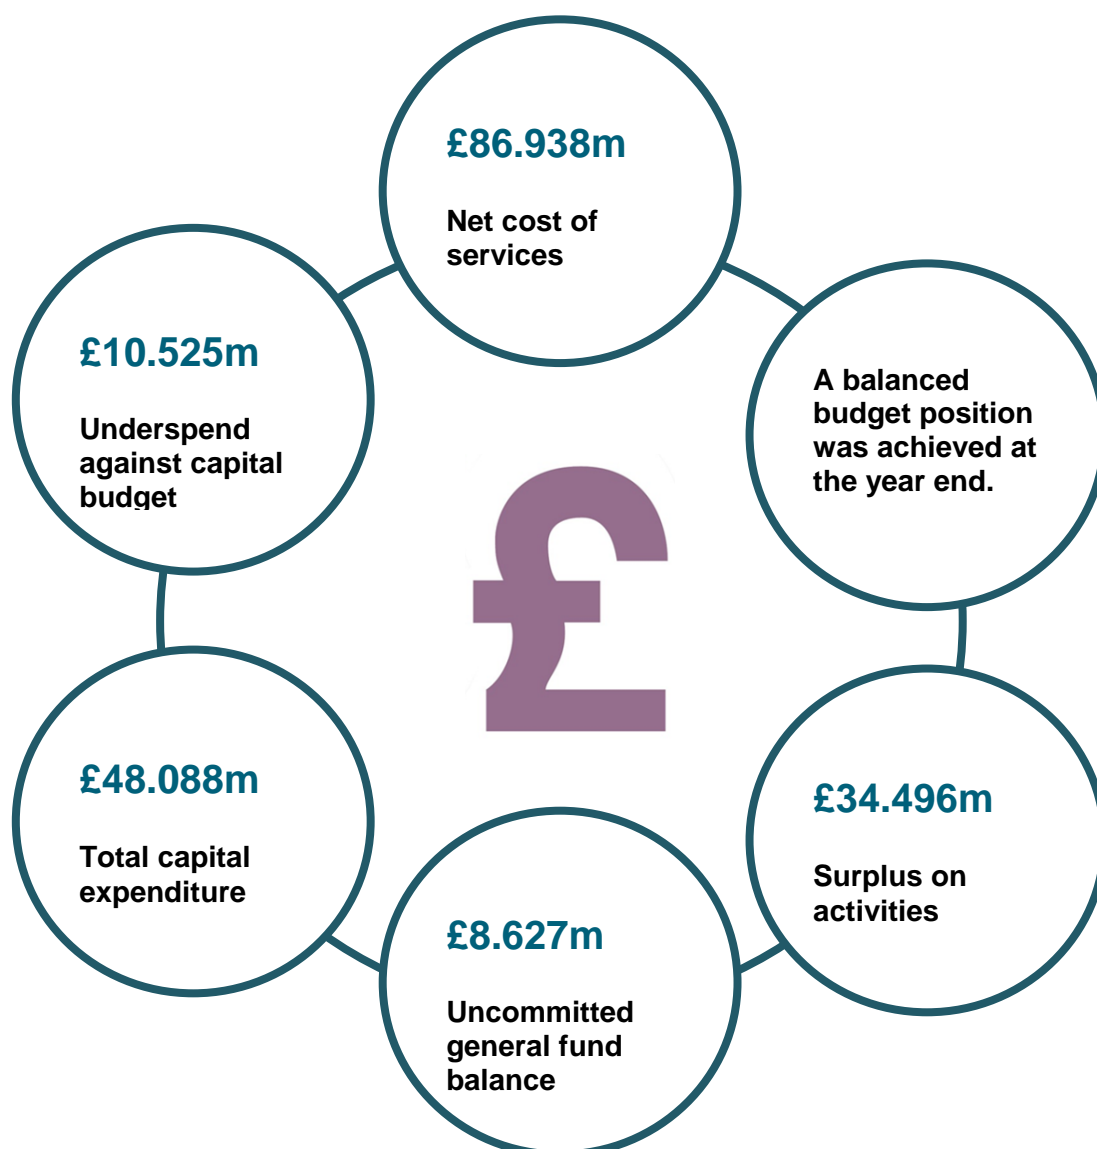 £86.938m
Net cost of
services
A balanced
budget position
was achieved at
the year end.
£34.496m
Surplus on
activities
£8.627m
Uncommitted
general fund
balance
£48.088m
Total capital
expenditure
£10.525m
Underspend
against capital
budget
£